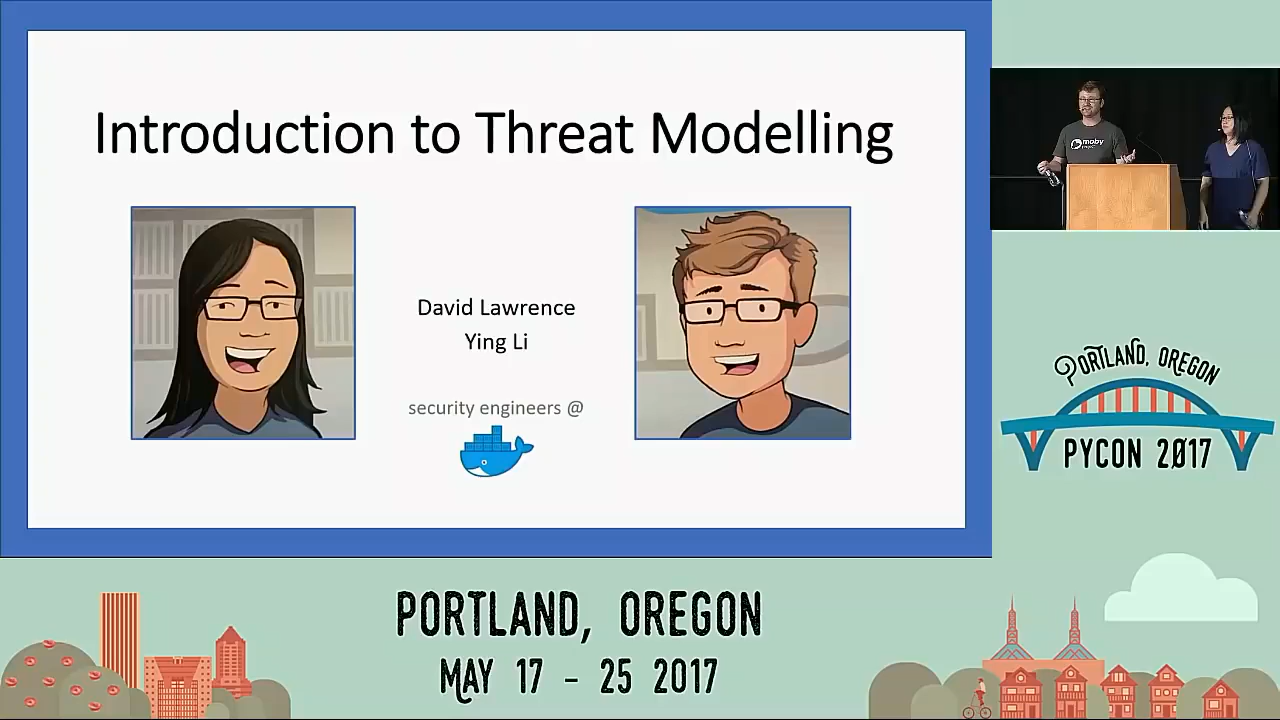 Introduction to Threat Modelling
David Lawrence
Ying Li
security engineers @
moby
PORTLAND, OREGON
PYCON 2017
PORTLAND, OREGON
MAY 17 - 25 2017